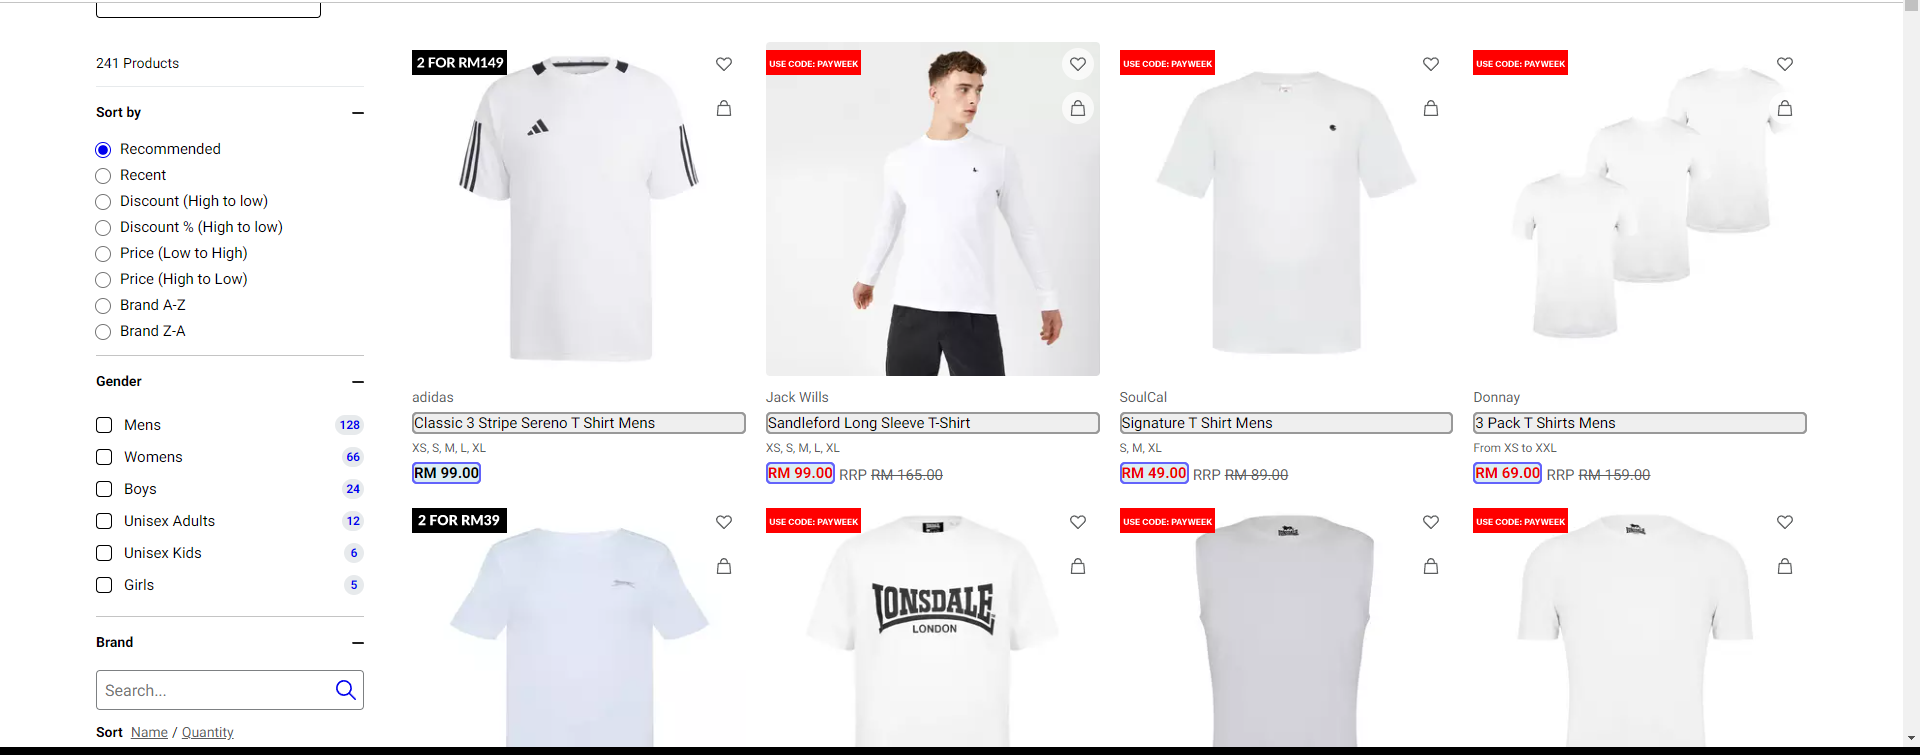 241 Products
Sort by
Recommended
Recent
Discount (High to low)
Discount % (High to low)
Price (Low to High)
Price (High to Low)
Brand A-Z
Brand Z-A
Gender
Mens 128
Womens 66
Boys 24
Unisex Adults 12
Unisex Kids 6
Girls 5
Brand
Search...
Sort Name / Quantity
2 FOR RM149
adidas
Classic 3 Stripe Sereno T Shirt Mens
XS, S, M, L, XL
RM 99.00
USE CODE: PAYWEEK
Jack Wills
Sandleford Long Sleeve T-Shirt
XS, S, M, L, XL
RM 99.00 RRP RM 165.00
USE CODE: PAYWEEK
SoulCal
Signature T Shirt Mens
S, M, XL
RM 49.00 RRP RM 89.00
USE CODE: PAYWEEK
Donnay
3 Pack T Shirts Mens
From XS to XXL
RM 69.00 RRP RM 159.00
2 FOR RM39
USE CODE: PAYWEEK
LONSDALE
LONDON
USE CODE: PAYWEEK
LONSDALE
USE CODE: PAYWEEK
LONSDALE